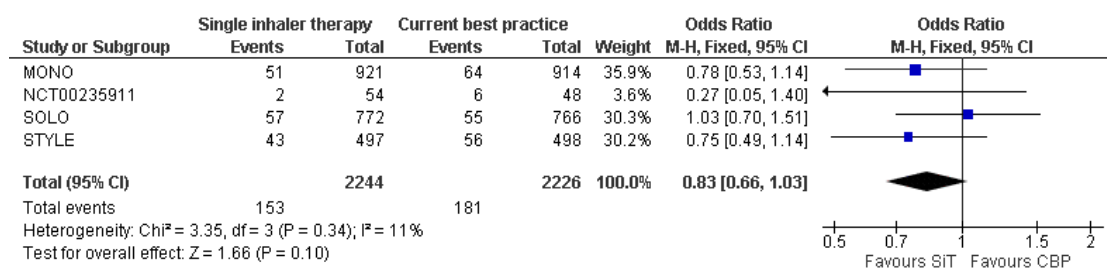 Single inhaler therapy Current best practice Odds Ratio Odds Ratio
Study or Subgroup Events Total Events Total Weight M-H, Fixed, 95% CI M-H, Fixed, 95% CI
MONO 51 921 64 914 35.9% 0.78 [0.53, 1.14]
NCT00235911 2 54 6 48 3.6% 0.27 [0.05, 1.40]
SOLO 57 772 55 766 30.3% 1.03 [0.70, 1.51]
STYLE 43 497 56 498 30.2% 0.75 [0.49, 1.14]
Total (95% CI) 2244 2226 100.0% 0.83 [0.66, 1.03]
Total events 153 181
Heterogeneity: Chi² = 3.35, df = 3 (P = 0.34); I² = 11%
Test for overall effect: Z = 1.66 (P = 0.10)
0.5 0.7 1 1.5 2
Favours SiT Favours CBP